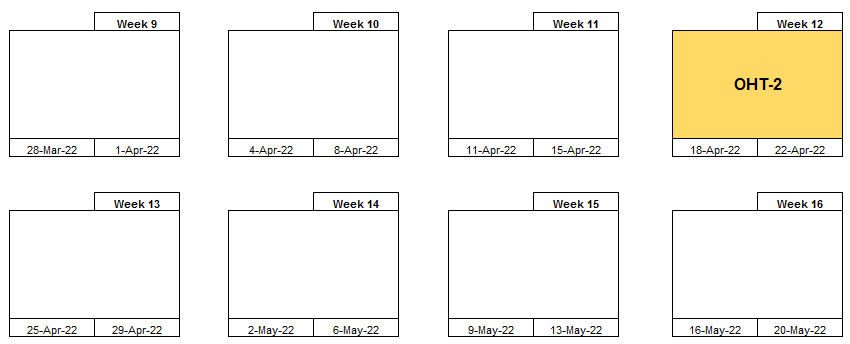 Week 9 Week 10 Week 11 Week 12
OHT-2
28-Mar-22 1-Apr-22 4-Apr-22 8-Apr-22 11-Apr-22 15-Apr-22 18-Apr-22 22-Apr-22
Week 13 Week 14 Week 15 Week 16
25-Apr-22 29-Apr-22 2-May-22 6-May-22 9-May-22 13-May-22 16-May-22 20-May-22